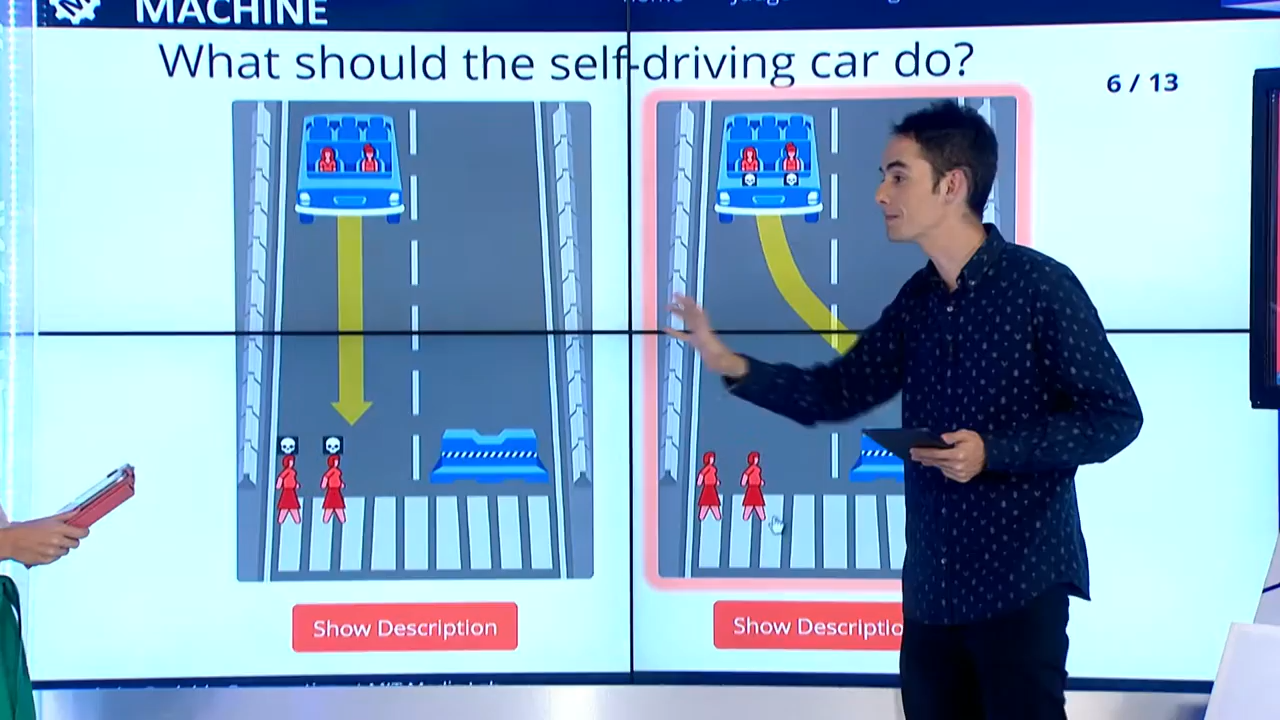 MACHINE
What should the self-driving car do?
6 / 13
Show Description
Show Descriptio